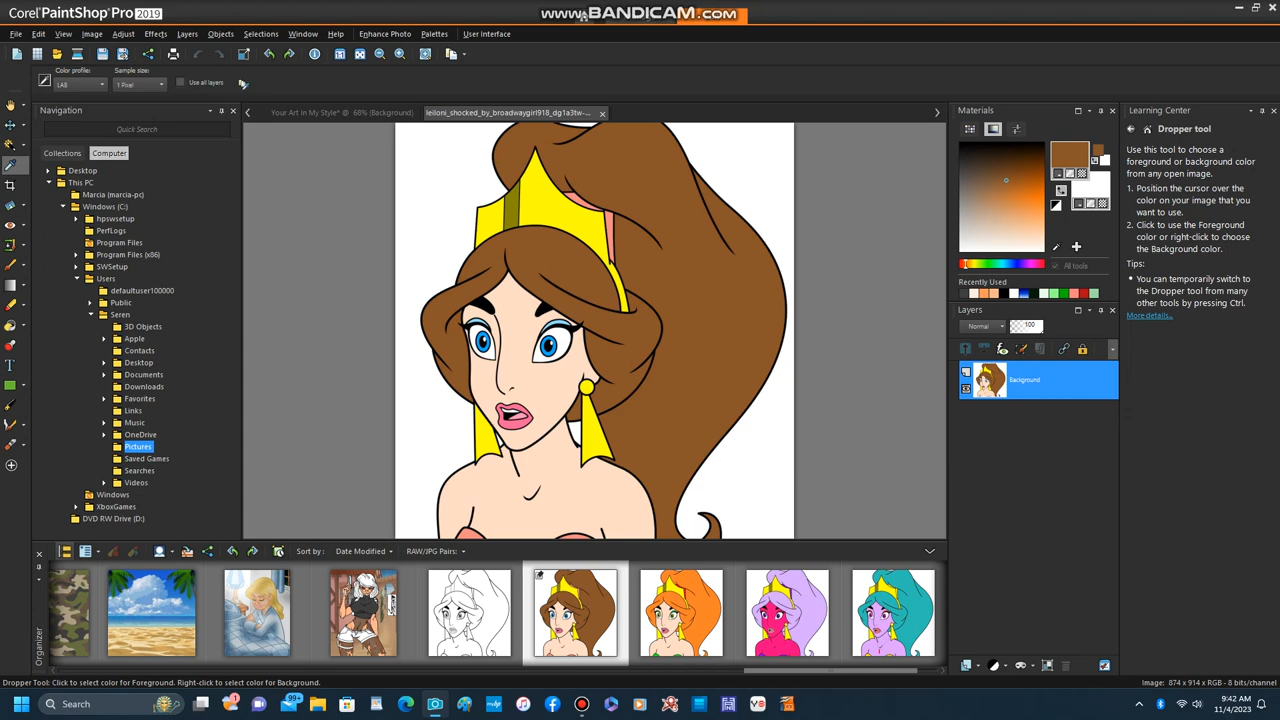 Corel PaintShop Pro 2019
www.BANDICAM.com
File Edit View Image Adjust Effects Layers Objects Selections Window Help Enhance Photo Palettes User Interface
Color profile: Sample size:
LAB 1 Pixel Use all layers
Navigation
Quick Search
Collections Computer
Desktop
This PC
Marcia (marcia-pc)
Windows (C:)
hpswsetup
PerfLogs
Program Files
Program Files (x86)
SWSetup
Users
defaultuser100000
Public
Seren
3D Objects
Apple
Contacts
Desktop
Documents
Downloads
Favorites
Links
Music
OneDrive
Pictures
Saved Games
Searches
Videos
Windows
XboxGames
DVD RW Drive (D:)
Your Art In My Style* @ 68% (Background)
leiloni_shocked_by_broadwaygirl918_dg1a3tw-...
Materials
All tools
Recently Used
Layers
Normal 100
Background
Learning Center
Dropper tool
Use this tool to choose a
foreground or background color
from any open image.
1. Position the cursor over the
color on your image that you
want to use.
2. Click to use the Foreground
color or right-click to choose
the Background color.
Tips:
• You can temporarily switch to
the Dropper tool from many
other tools by pressing Ctrl.
More details...
Sort by: Date Modified RAW/JPG Pairs:
Organizer
Dropper Tool: Click to select color for Foreground. Right-click to select color for Background.
Image: 874 x 914 x RGB - 8 bits/channel
Search
1
99+
9:42 AM
11/4/2023